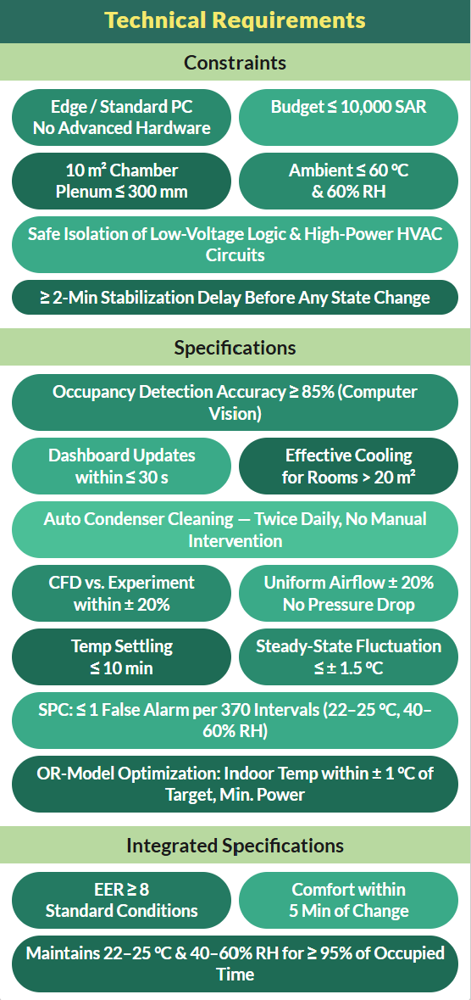 Technical Requirements
Constraints
Edge / Standard PC
No Advanced Hardware
Budget ≤ 10,000 SAR
10 m² Chamber
Plenum ≤ 300 mm
Ambient ≤ 60 °C
& 60% RH
Safe Isolation of Low-Voltage Logic & High-Power HVAC
Circuits
≥ 2-Min Stabilization Delay Before Any State Change
Specifications
Occupancy Detection Accuracy ≥ 85% (Computer
Vision)
Dashboard Updates
within ≤ 30 s
Effective Cooling
for Rooms > 20 m²
Auto Condenser Cleaning — Twice Daily, No Manual
Intervention
CFD vs. Experiment
within ± 20%
Uniform Airflow ± 20%
No Pressure Drop
Temp Settling
≤ 10 min
Steady-State Fluctuation
≤ ± 1.5 °C
SPC: ≤ 1 False Alarm per 370 Intervals (22–25 °C, 40–
60% RH)
OR-Model Optimization: Indoor Temp within ± 1 °C of
Target, Min. Power
Integrated Specifications
EER ≥ 8
Standard Conditions
Comfort within
5 Min of Change
Maintains 22–25 °C & 40–60% RH for ≥ 95% of Occupied
Time